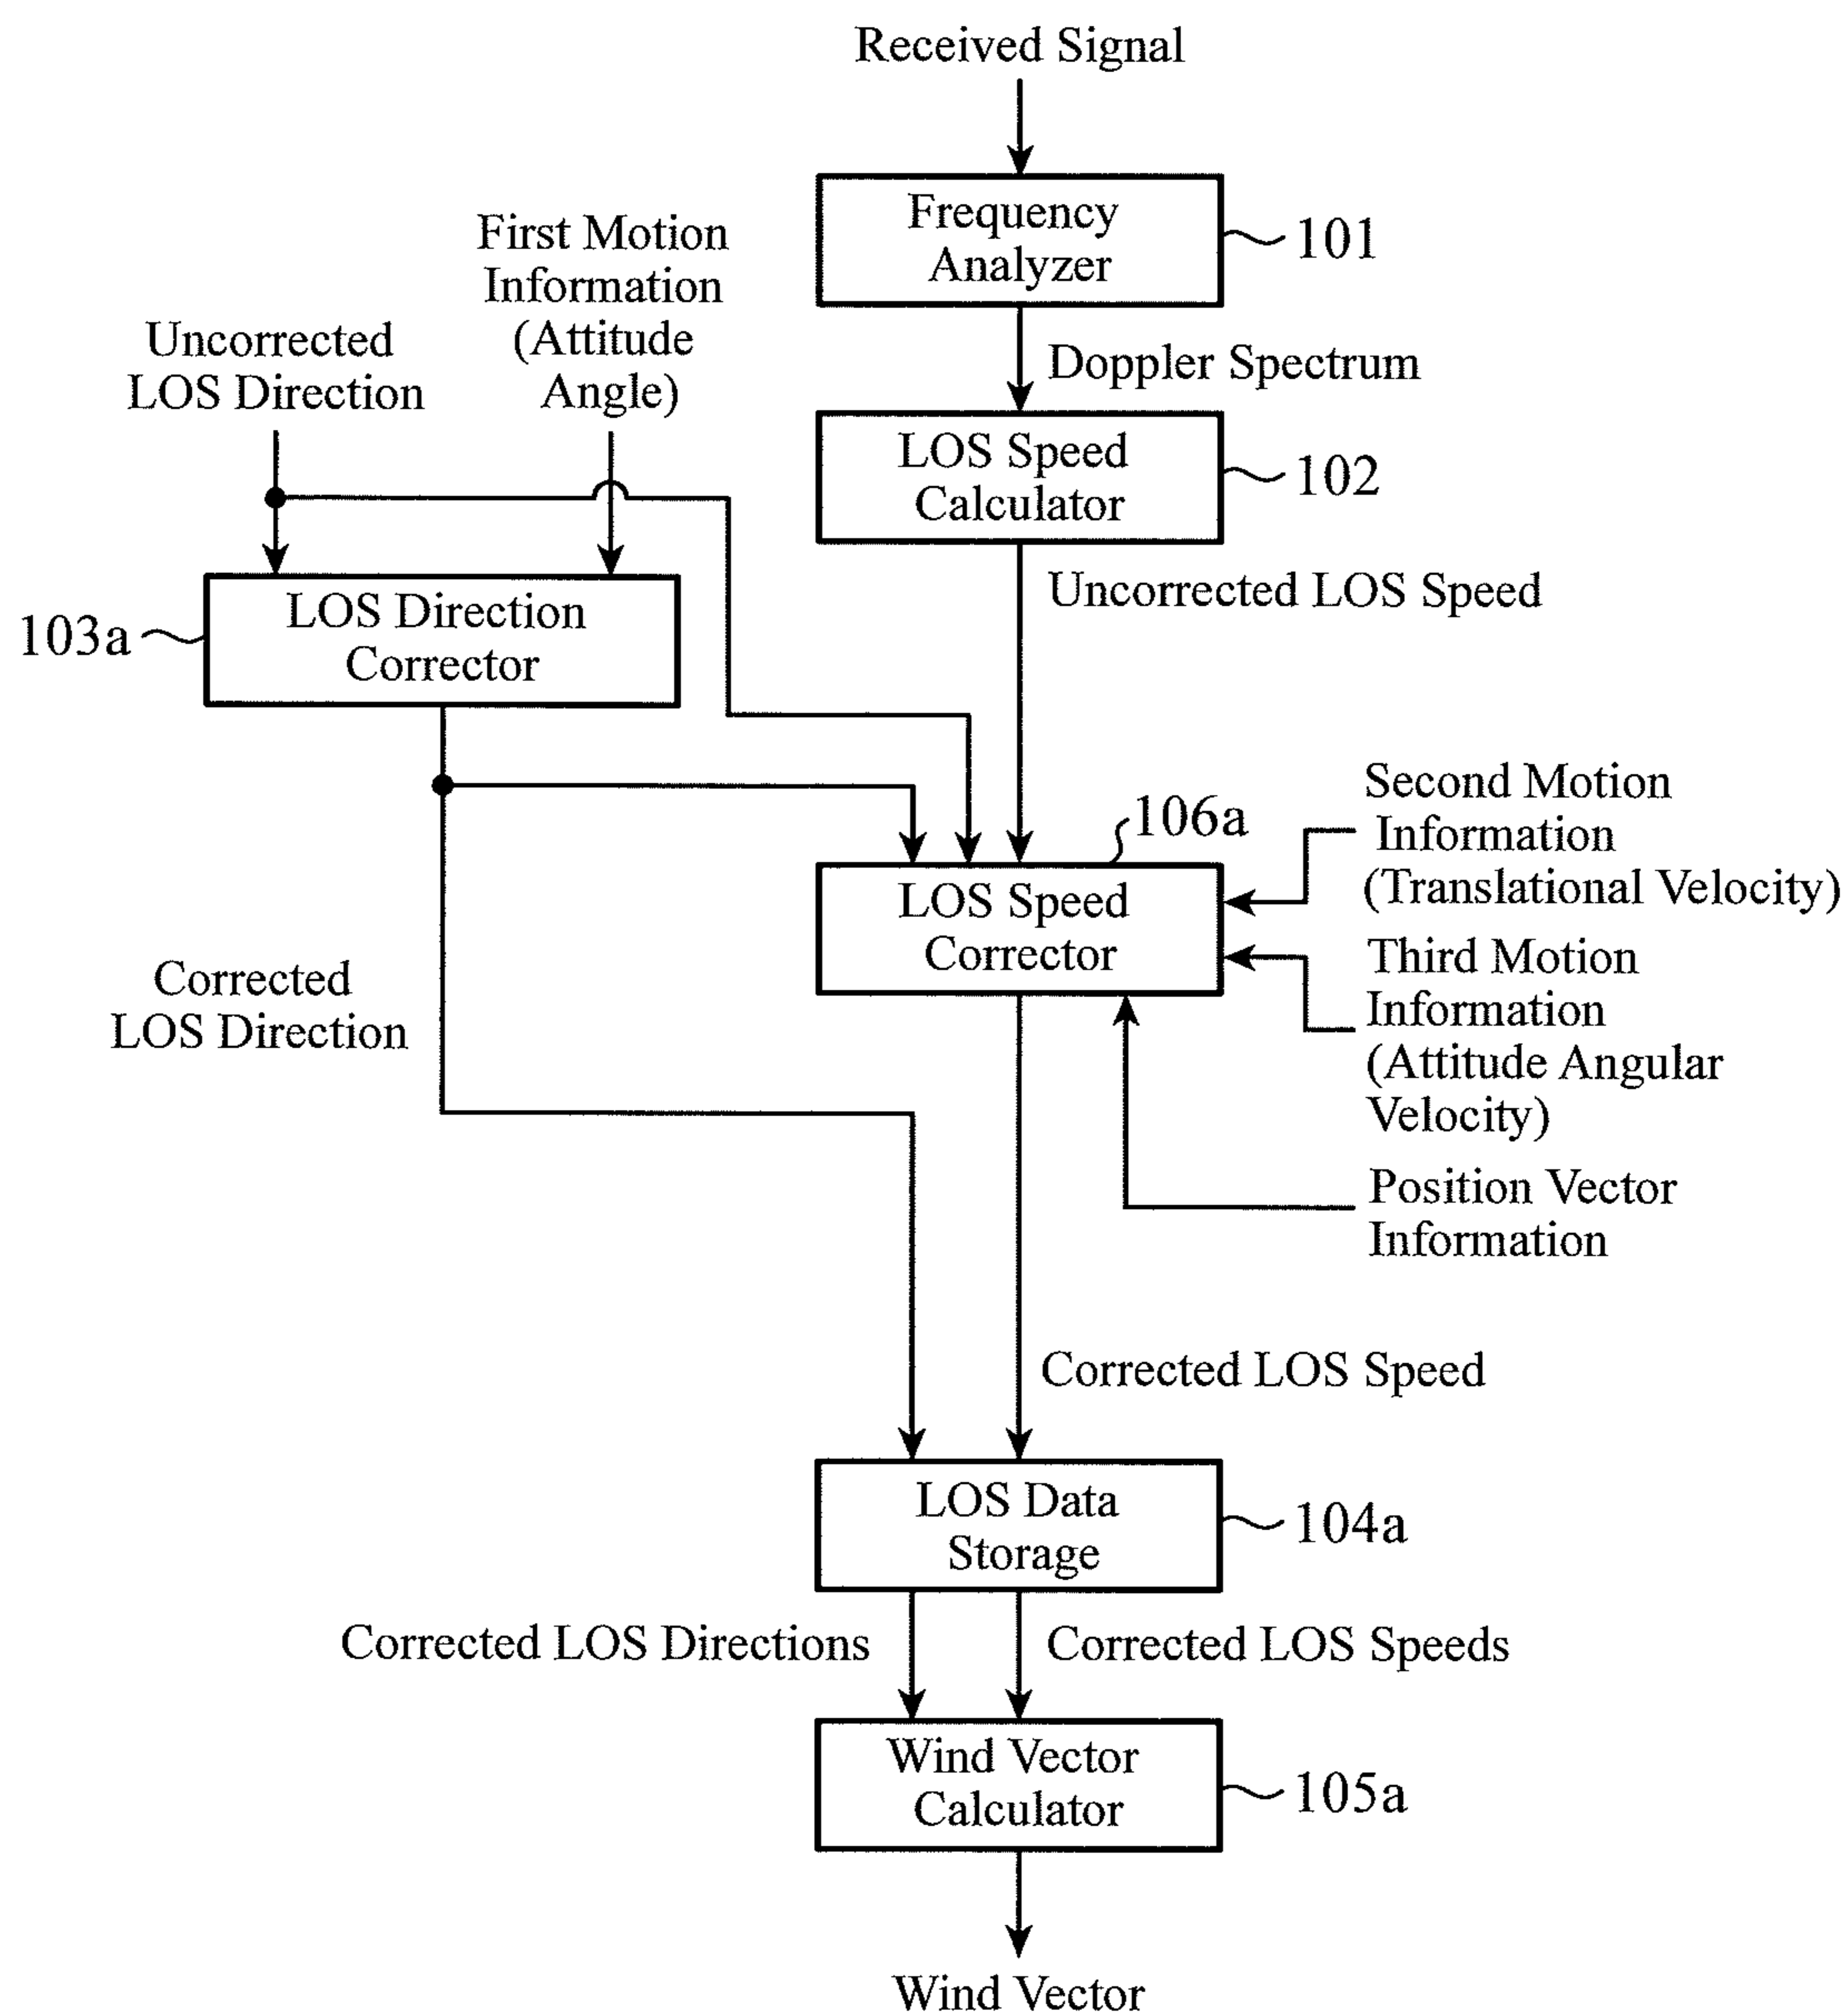 Received Signal
Frequency
Analyzer
101
First Motion
Information
(Attitude
Angle)
Uncorrected
LOS Direction
Doppler Spectrum
LOS Speed
Calculator
102
Uncorrected LOS Speed
103a
LOS Direction
Corrector
106a
LOS Speed
Corrector
Second Motion
Information
(Translational Velocity)
Third Motion
Information
(Attitude Angular
Velocity)
Position Vector
Information
Corrected
LOS Direction
Corrected LOS Speed
LOS Data
Storage
104a
Corrected LOS Directions
Corrected LOS Speeds
Wind Vector
Calculator
105a
Wind Vector